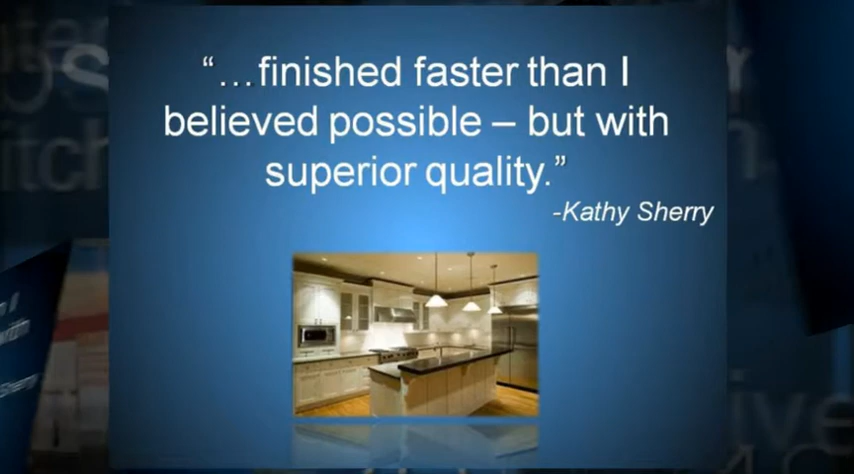 “…finished faster than I
believed possible – but with
superior quality.”
-Kathy Sherry